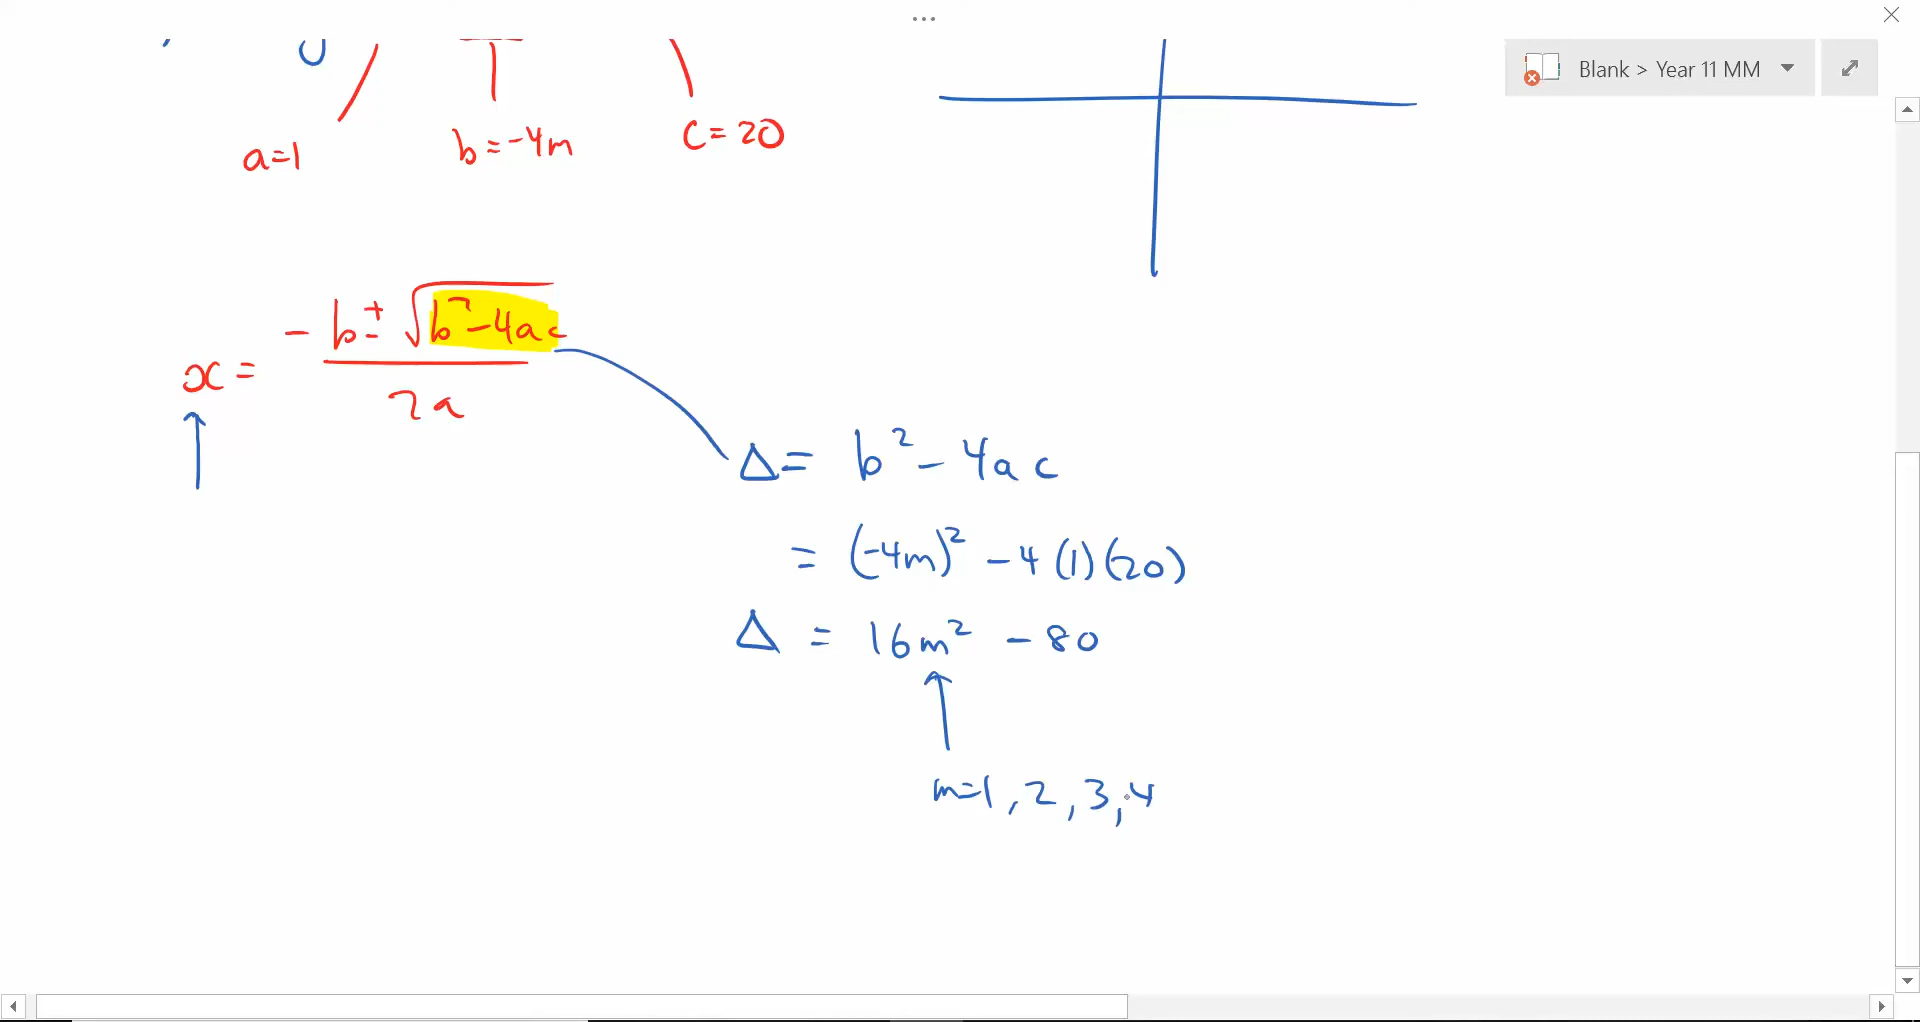 Blank > Year 11 MM
a=1
b=-4m
c=20
x = -b±√b²-4ac / 2a
Δ= b²-4ac
= (-4m)² -4(1)(20)
Δ = 16m² - 80
m=1,2,3,4